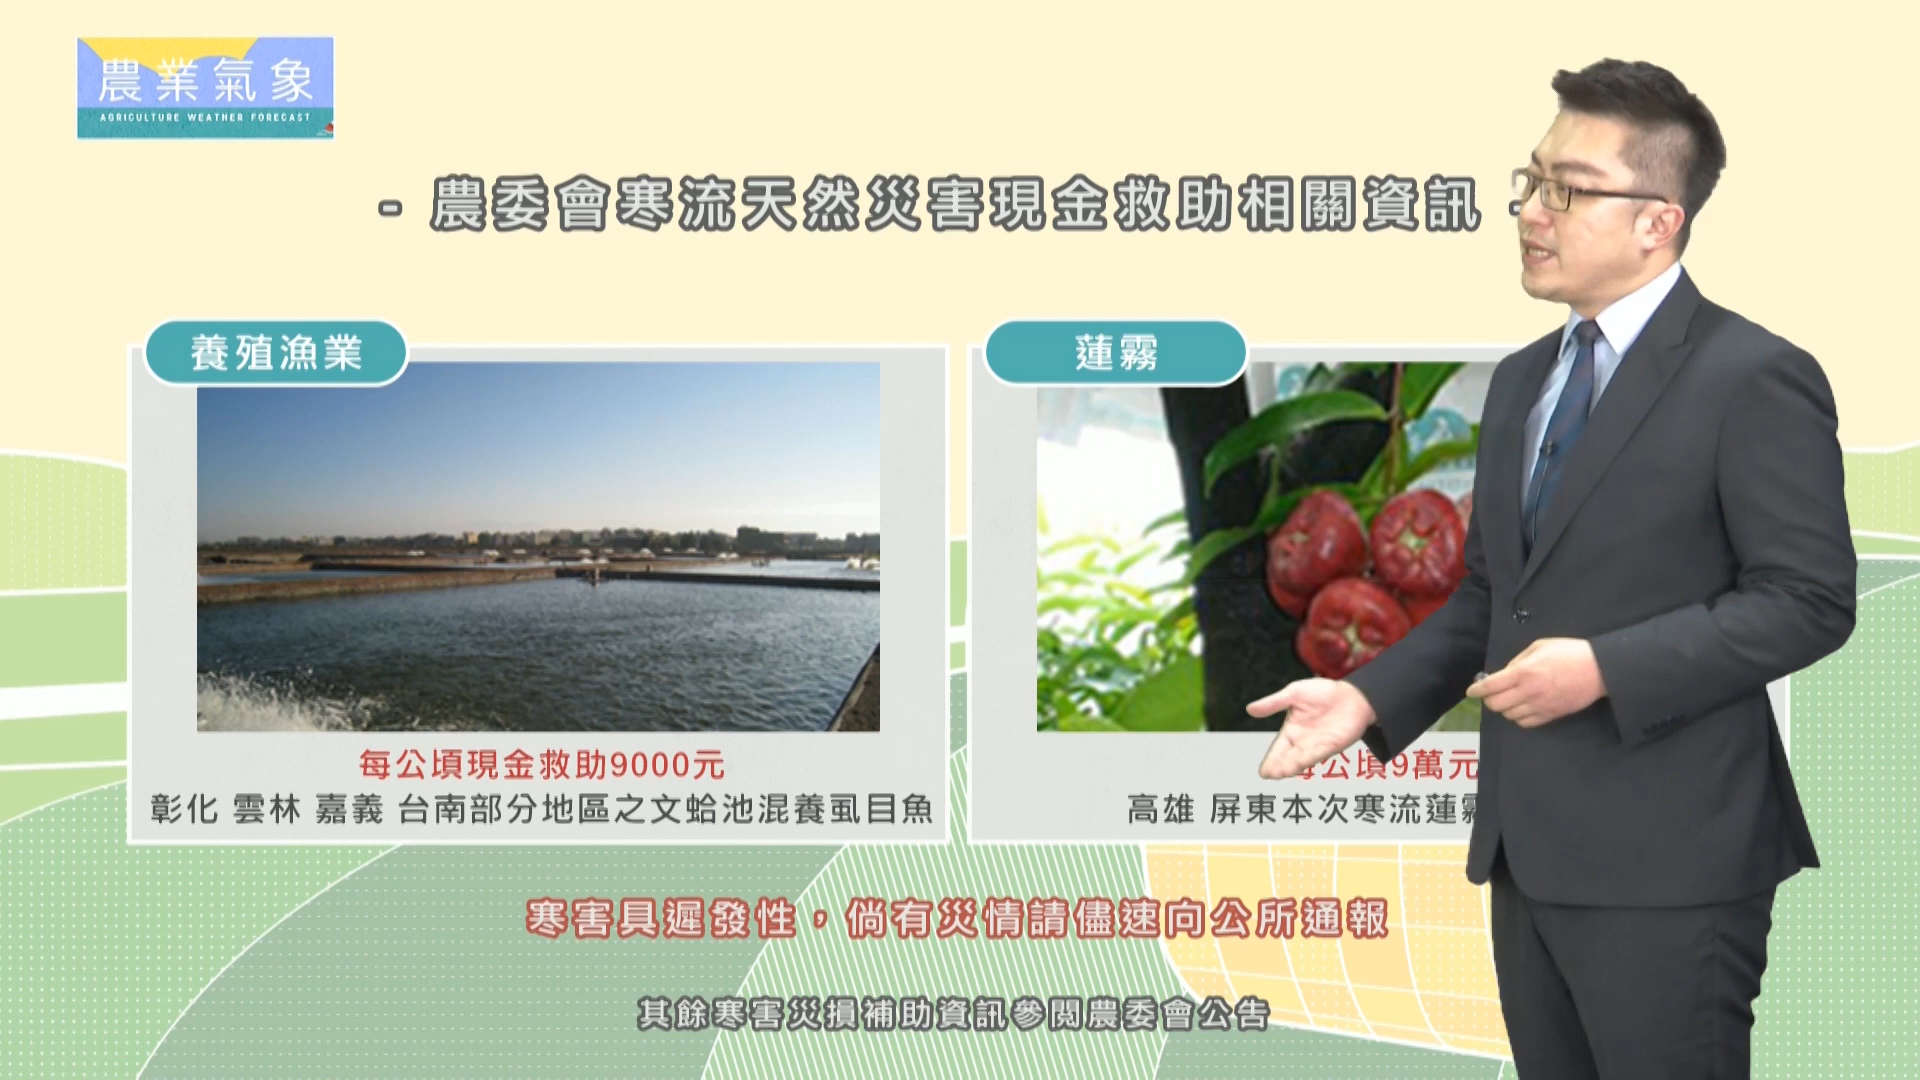 農業氣象
AGRICULTURE WEATHER FORECAST
- 農委會寒流天然災害現金救助相關資訊 -
養殖漁業
蓮霧
每公頃現金救助9000元
彰化 雲林 嘉義 台南部分地區之文蛤池混養虱目魚
每公頃9萬元
高雄 屏東本次寒流蓮霧
寒害具遲發性，倘有災情請儘速向公所通報
其餘寒害災損補助資訊參閱農委會公告